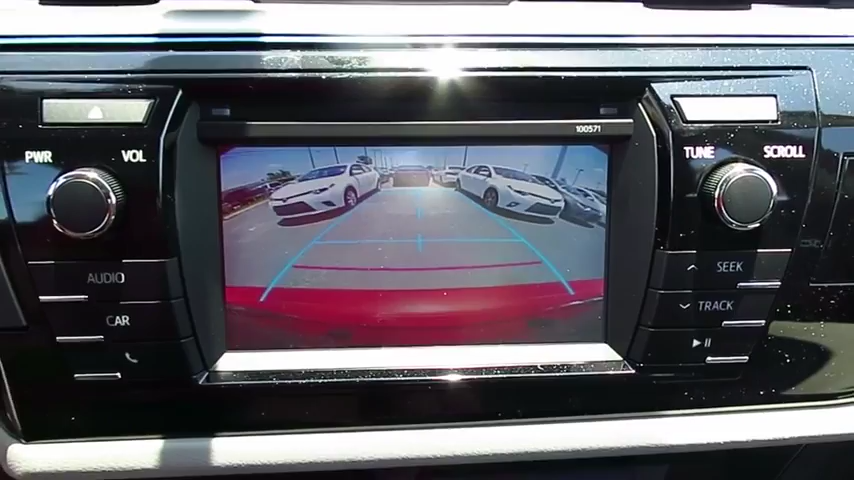 100571
PWR VOL
TUNE SCROLL
AUDIO
CAR
SEEK
TRACK